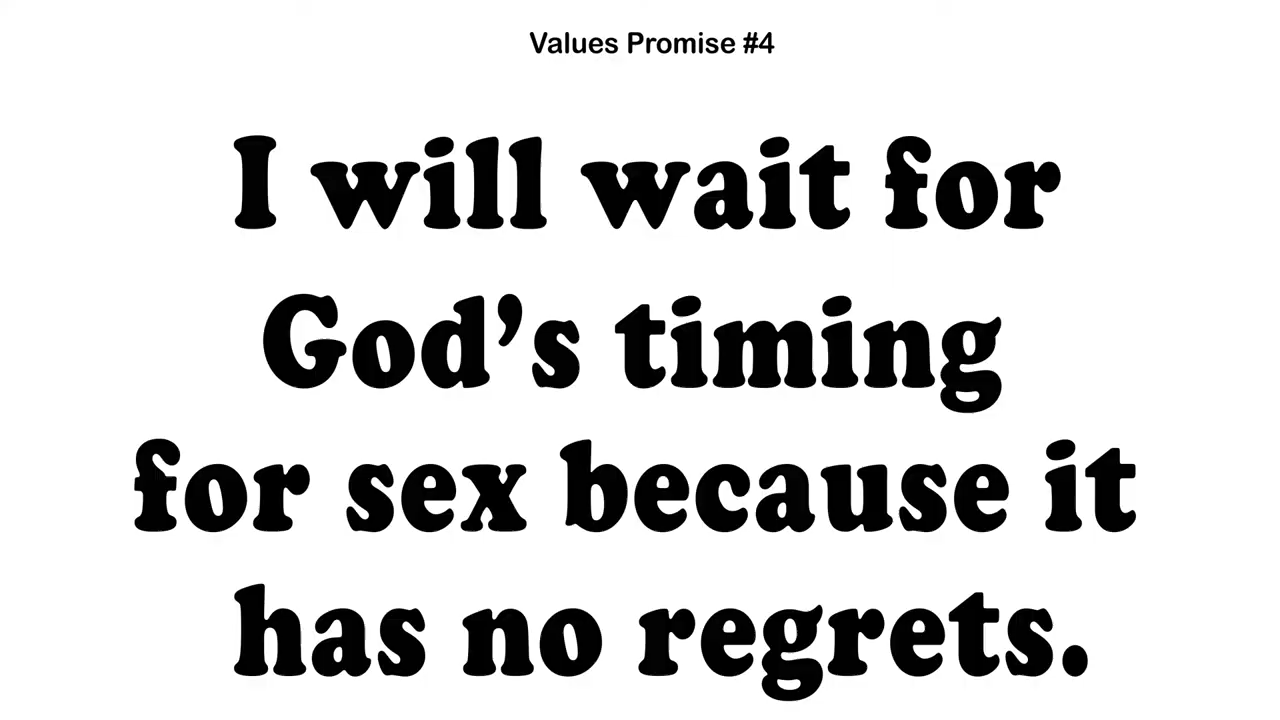 Values Promise #4
I will wait for
God’s timing
for sex because it
has no regrets.